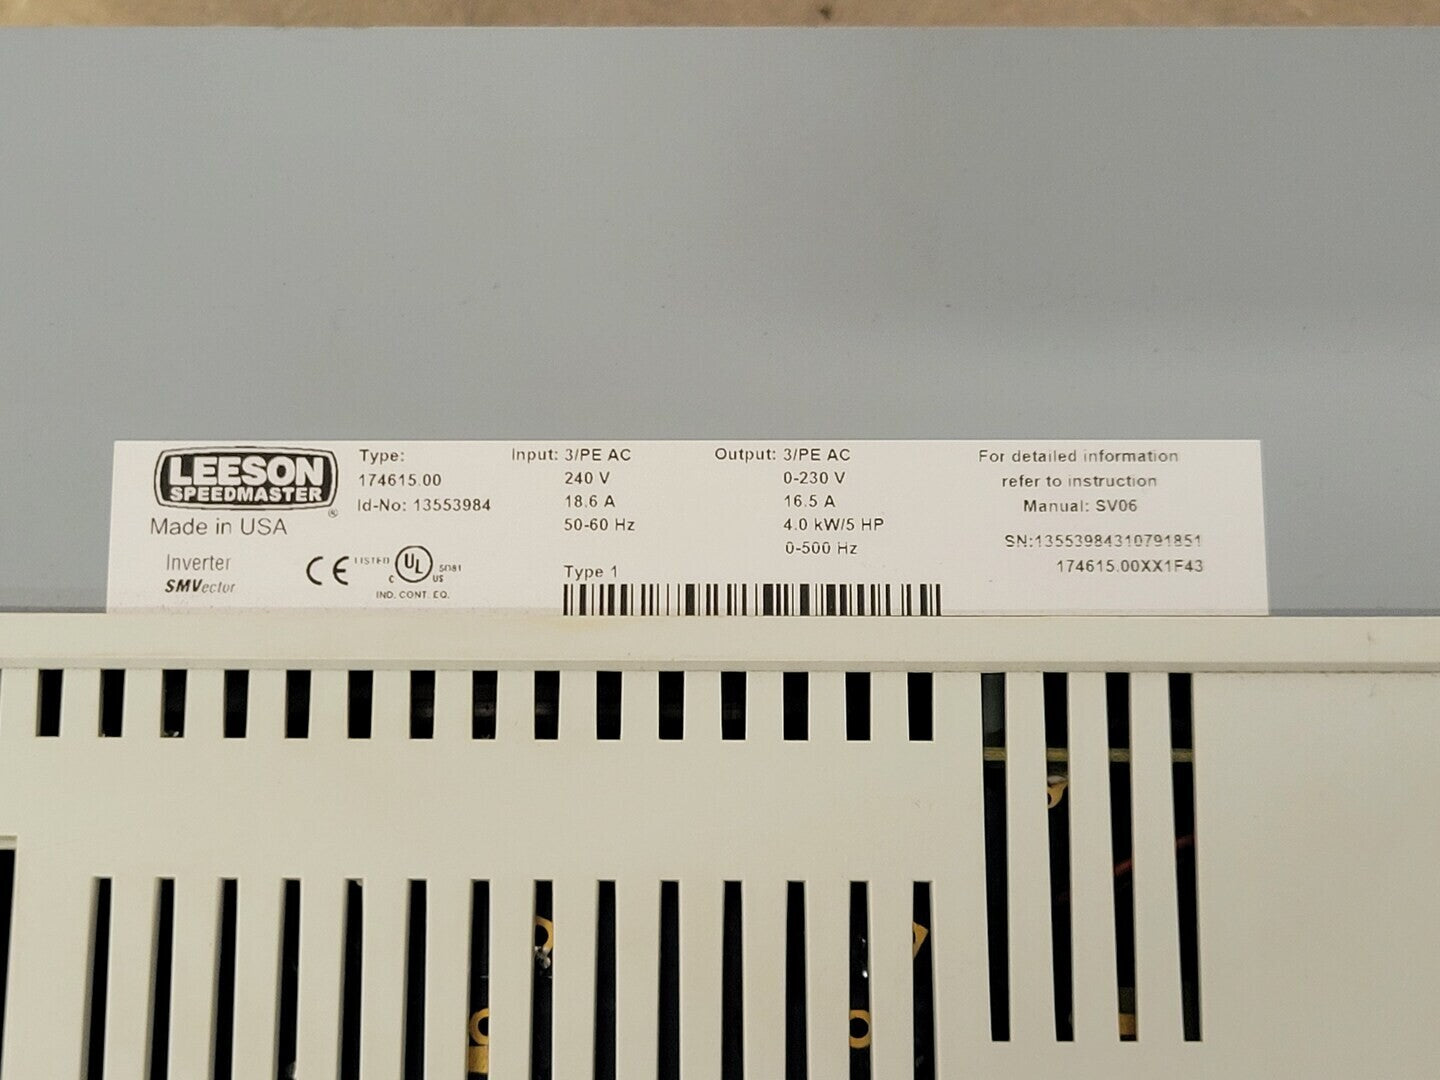 LEESON
SPEEDMASTER
®
Made in USA
Inverter
SMVector
Type:
174615.00
Id-No: 13553984
CE
LISTED
UL
C US
5D81
IND. CONT. EQ.
Input: 3/PE AC
240 V
18.6 A
50-60 Hz
Type 1
Output: 3/PE AC
0-230 V
16.5 A
4.0 kW/5 HP
0-500 Hz
For detailed information
refer to instruction
Manual: SV06
SN:13553984310791851
174615.00XX1F43